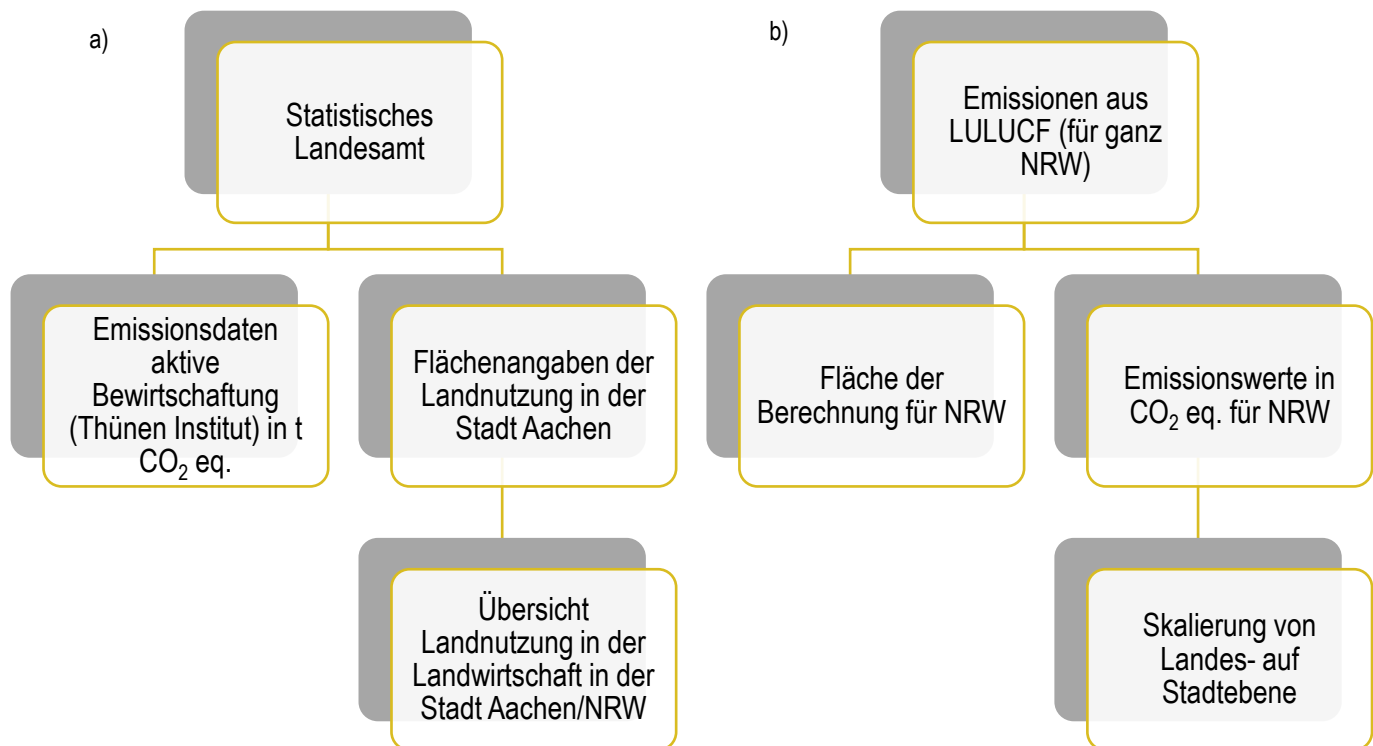 a)
Statistisches
Landesamt
Emissionsdaten
aktive
Bewirtschaftung
(Thünen Institut) in t
CO₂ eq.
Flächenangaben der
Landnutzung in der
Stadt Aachen
Übersicht
Landnutzung in der
Landwirtschaft in der
Stadt Aachen/NRW
b)
Emissionen aus
LULUCF (für ganz
NRW)
Fläche der
Berechnung für NRW
Emissionswerte in
CO₂ eq. für NRW
Skalierung von
Landes- auf
Stadtebene